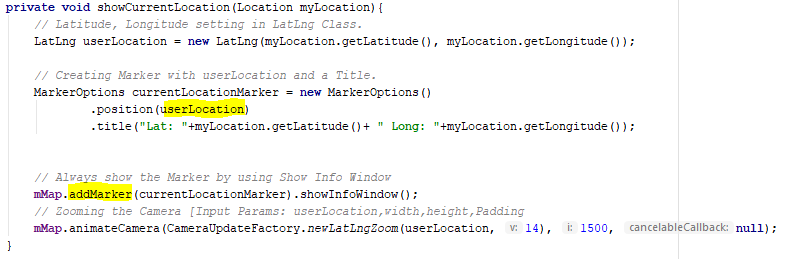 private void showCurrentLocation(Location myLocation){
// Latitude, Longitude setting in LatLng Class.
LatLng userLocation = new LatLng(myLocation.getLatitude(), myLocation.getLongitude());
// Creating Marker with userLocation and a Title.
MarkerOptions currentLocationMarker = new MarkerOptions()
.position(userLocation)
.title("Lat: "+myLocation.getLatitude()+ " Long: "+myLocation.getLongitude());
// Always show the Marker by using Show Info Window
mMap.addMarker(currentLocationMarker).showInfoWindow();
// Zooming the Camera [Input Params: userLocation,width,height,Padding
mMap.animateCamera(CameraUpdateFactory.newLatLngZoom(userLocation, v: 14), i: 1500, cancelableCallback: null);
}